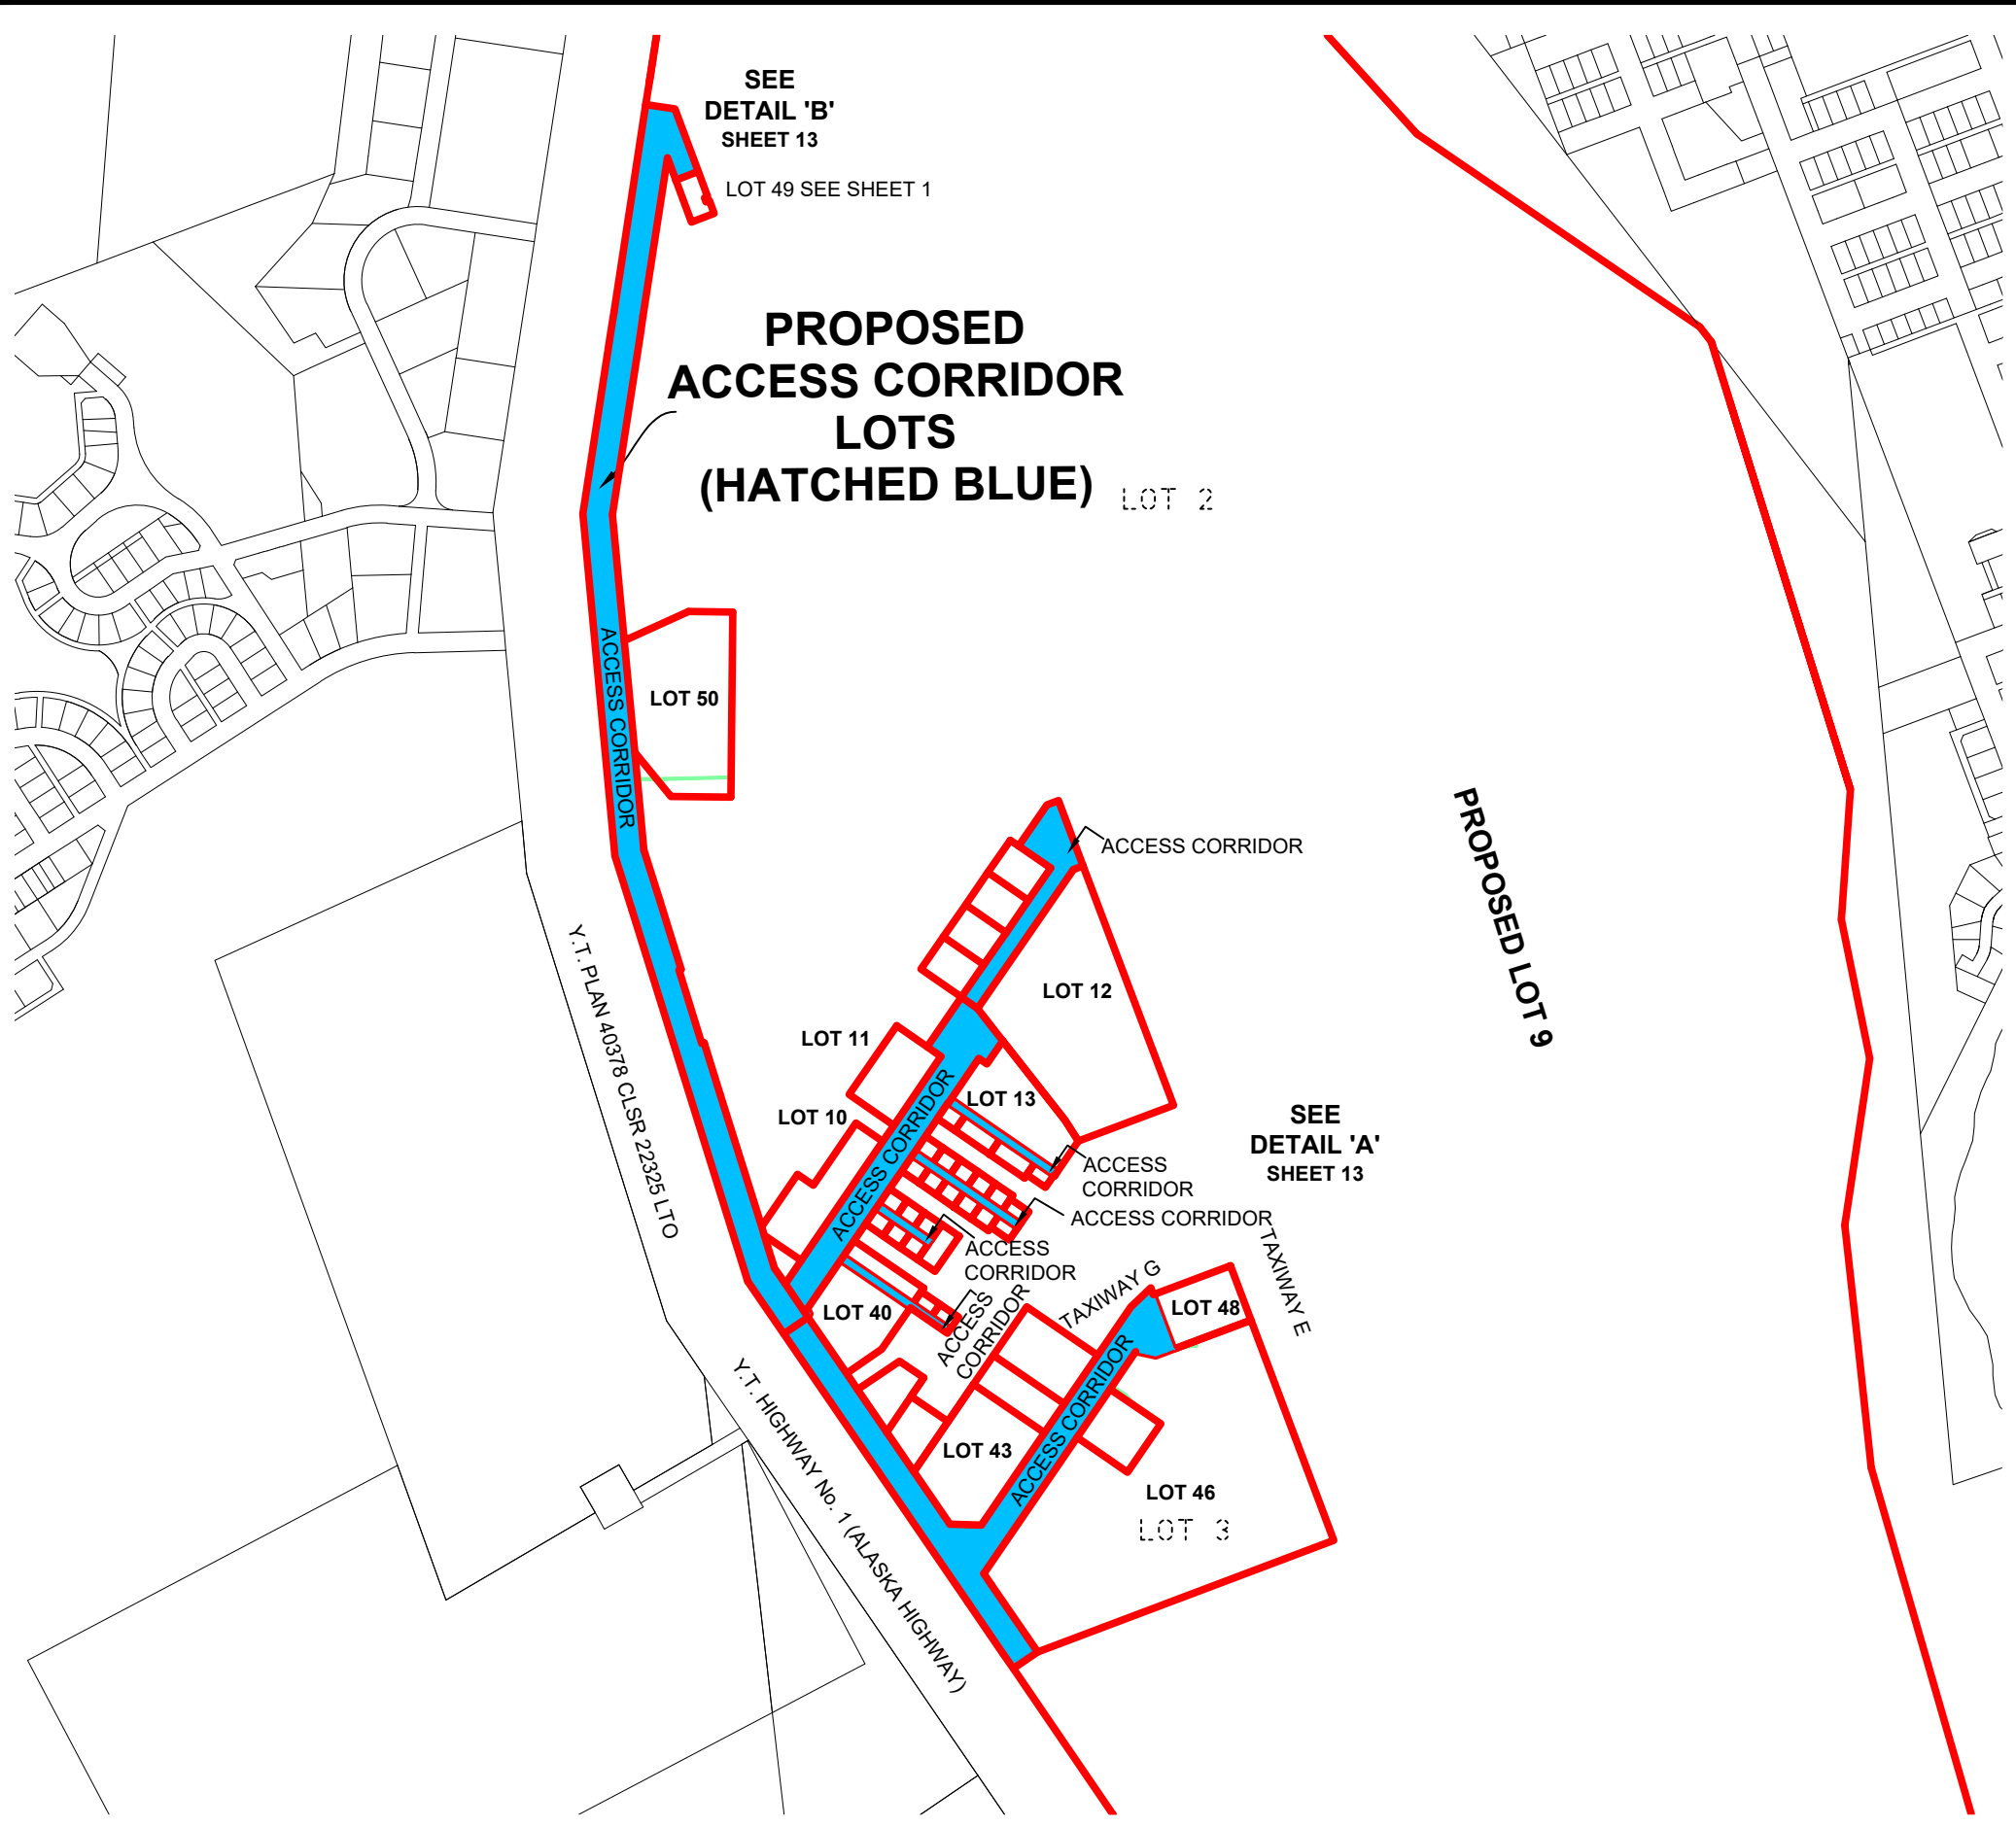 SEE
DETAIL 'B'
SHEET 13
LOT 49 SEE SHEET 1
PROPOSED
ACCESS CORRIDOR
LOTS
(HATCHED BLUE)
LOT 2
ACCESS CORRIDOR
LOT 50
PROPOSED LOT 9
ACCESS CORRIDOR
Y.T. PLAN 40378 CLSR 22325 LTO
LOT 12
LOT 11
LOT 13
LOT 10
ACCESS CORRIDOR
SEE
DETAIL 'A'
SHEET 13
ACCESS
CORRIDOR
ACCESS CORRIDOR
ACCESS
CORRIDOR
TAXIWAY G
TAXIWAY E
LOT 48
LOT 40
ACCESS
CORRIDOR
ACCESS CORRIDOR
LOT 43
LOT 46
LOT 3
Y.T. HIGHWAY No. 1 (ALASKA HIGHWAY)